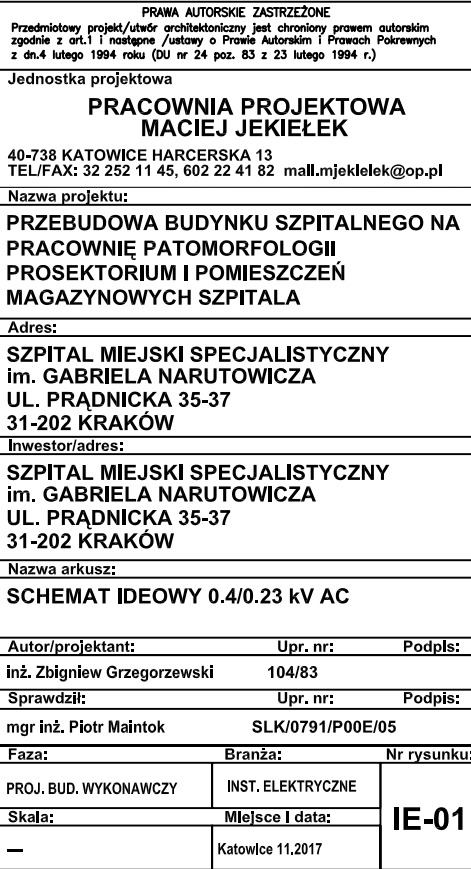 PRAWA AUTORSKIE ZASTRZEŻONE
Przedmiotowy projekt/utwór architektoniczny jest chroniony prawem autorskim
zgodnie z art.1 i następne /ustawy o Prawie Autorskim i Prawach Pokrewnych
z dn.4 lutego 1994 roku (DU nr 24 poz. 83 z 23 lutego 1994 r.)
Jednostka projektowa
PRACOWNIA PROJEKTOWA
MACIEJ JEKIEŁEK
40-738 KATOWICE HARCERSKA 13
TEL/FAX: 32 252 11 45, 602 22 41 82 mail.mjekielek@op.pl
Nazwa projektu:
PRZEBUDOWA BUDYNKU SZPITALNEGO NA
PRACOWNIĘ PATOMORFOLOGII
PROSEKTORIUM I POMIESZCZEŃ
MAGAZYNOWYCH SZPITALA
Adres:
SZPITAL MIEJSKI SPECJALISTYCZNY
im. GABRIELA NARUTOWICZA
UL. PRĄDNICKA 35-37
31-202 KRAKÓW
Inwestor/adres:
SZPITAL MIEJSKI SPECJALISTYCZNY
im. GABRIELA NARUTOWICZA
UL. PRĄDNICKA 35-37
31-202 KRAKÓW
Nazwa arkusz:
SCHEMAT IDEOWY 0.4/0.23 kV AC
Autor/projektant: Upr. nr: Podpis:
inż. Zbigniew Grzegorzewski 104/83
Sprawdził: Upr. nr: Podpis:
mgr inż. Piotr Maintok SLK/0791/P00E/05
Faza: Branża: Nr rysunku:
PROJ. BUD. WYKONAWCZY INST. ELEKTRYCZNE
IE-01
Skala: Miejsce i data:
— Katowice 11.2017